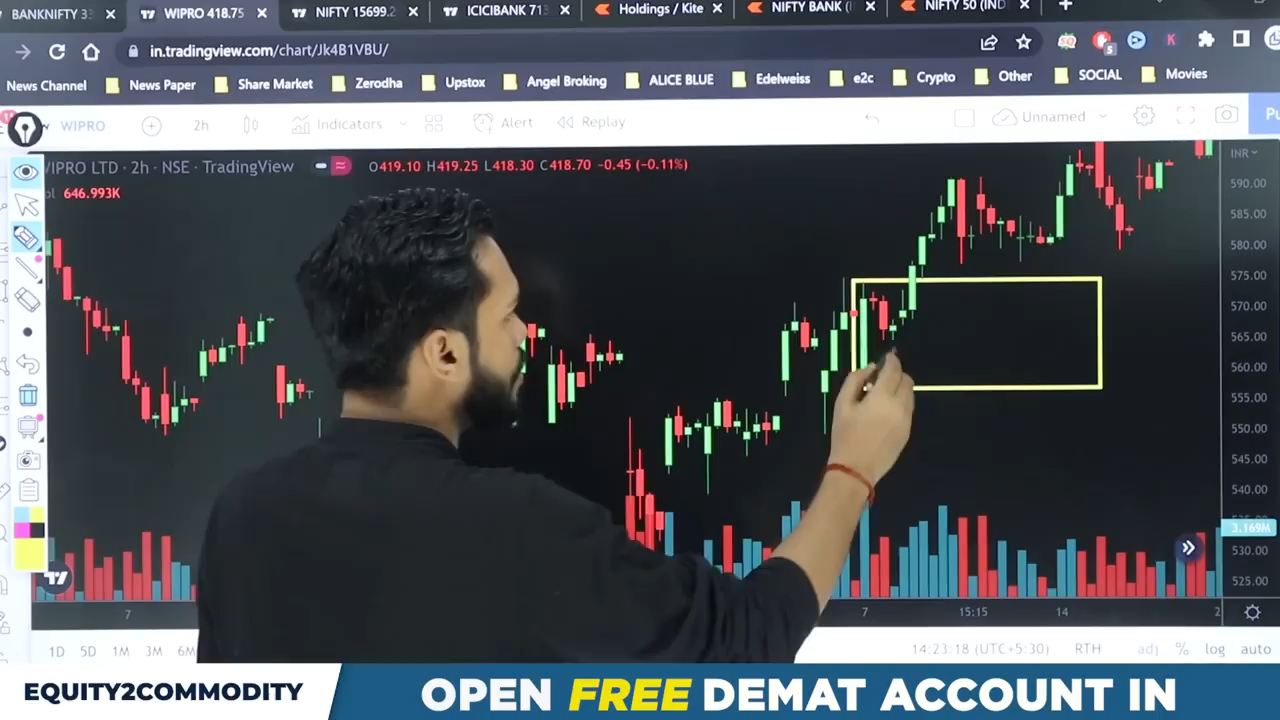 BANKNIFTY 33
WIPRO 418.75
NIFTY 15699.2
ICICIBANK 713
Holdings / Kite
NIFTY BANK (I
NIFTY 50 (IND
in.tradingview.com/chart/Jk4B1VBU/
News Channel
News Paper
Share Market
Zerodha
Upstox
Angel Broking
ALICE BLUE
Edelweiss
e2c
Crypto
Other
SOCIAL
Movies
WIPRO
2h
Indicators
Alert
Replay
Unnamed
Pu
WIPRO LTD · 2h · NSE · TradingView
O419.10 H419.25 L418.30 C418.70 -0.45 (-0.11%)
INR
646.993K
590.00
585.00
580.00
575.00
570.00
565.00
560.00
555.00
550.00
545.00
540.00
3.169M
530.00
525.00
7
7
15:15
14
2
1D 5D 1M 3M 6M
14:23:18 (UTC+5:30)
RTH
adj
%
log
auto
EQUITY2COMMODITY
OPEN FREE DEMAT ACCOUNT IN